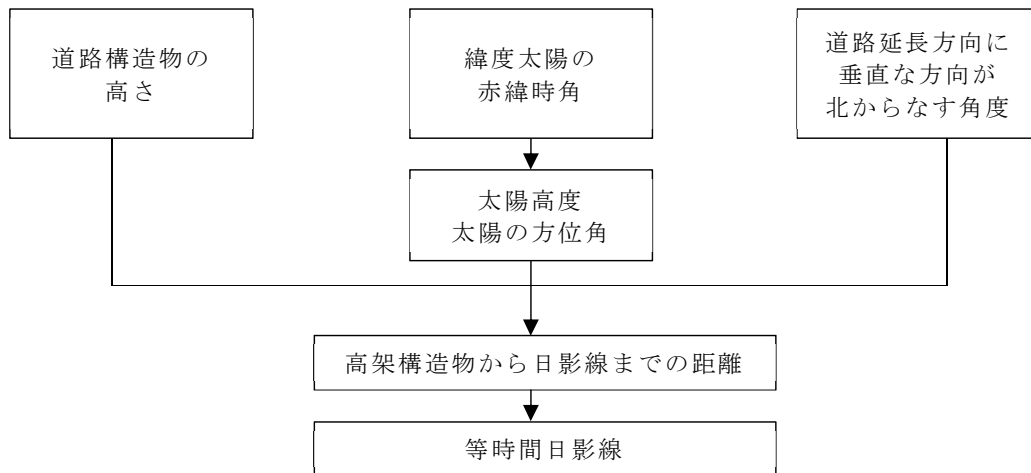 道路構造物の
高さ
緯度太陽の
赤緯時角
道路延長方向に
垂直な方向が
北からなす角度
太陽高度
太陽の方位角
高架構造物から日影線までの距離
等時間日影線